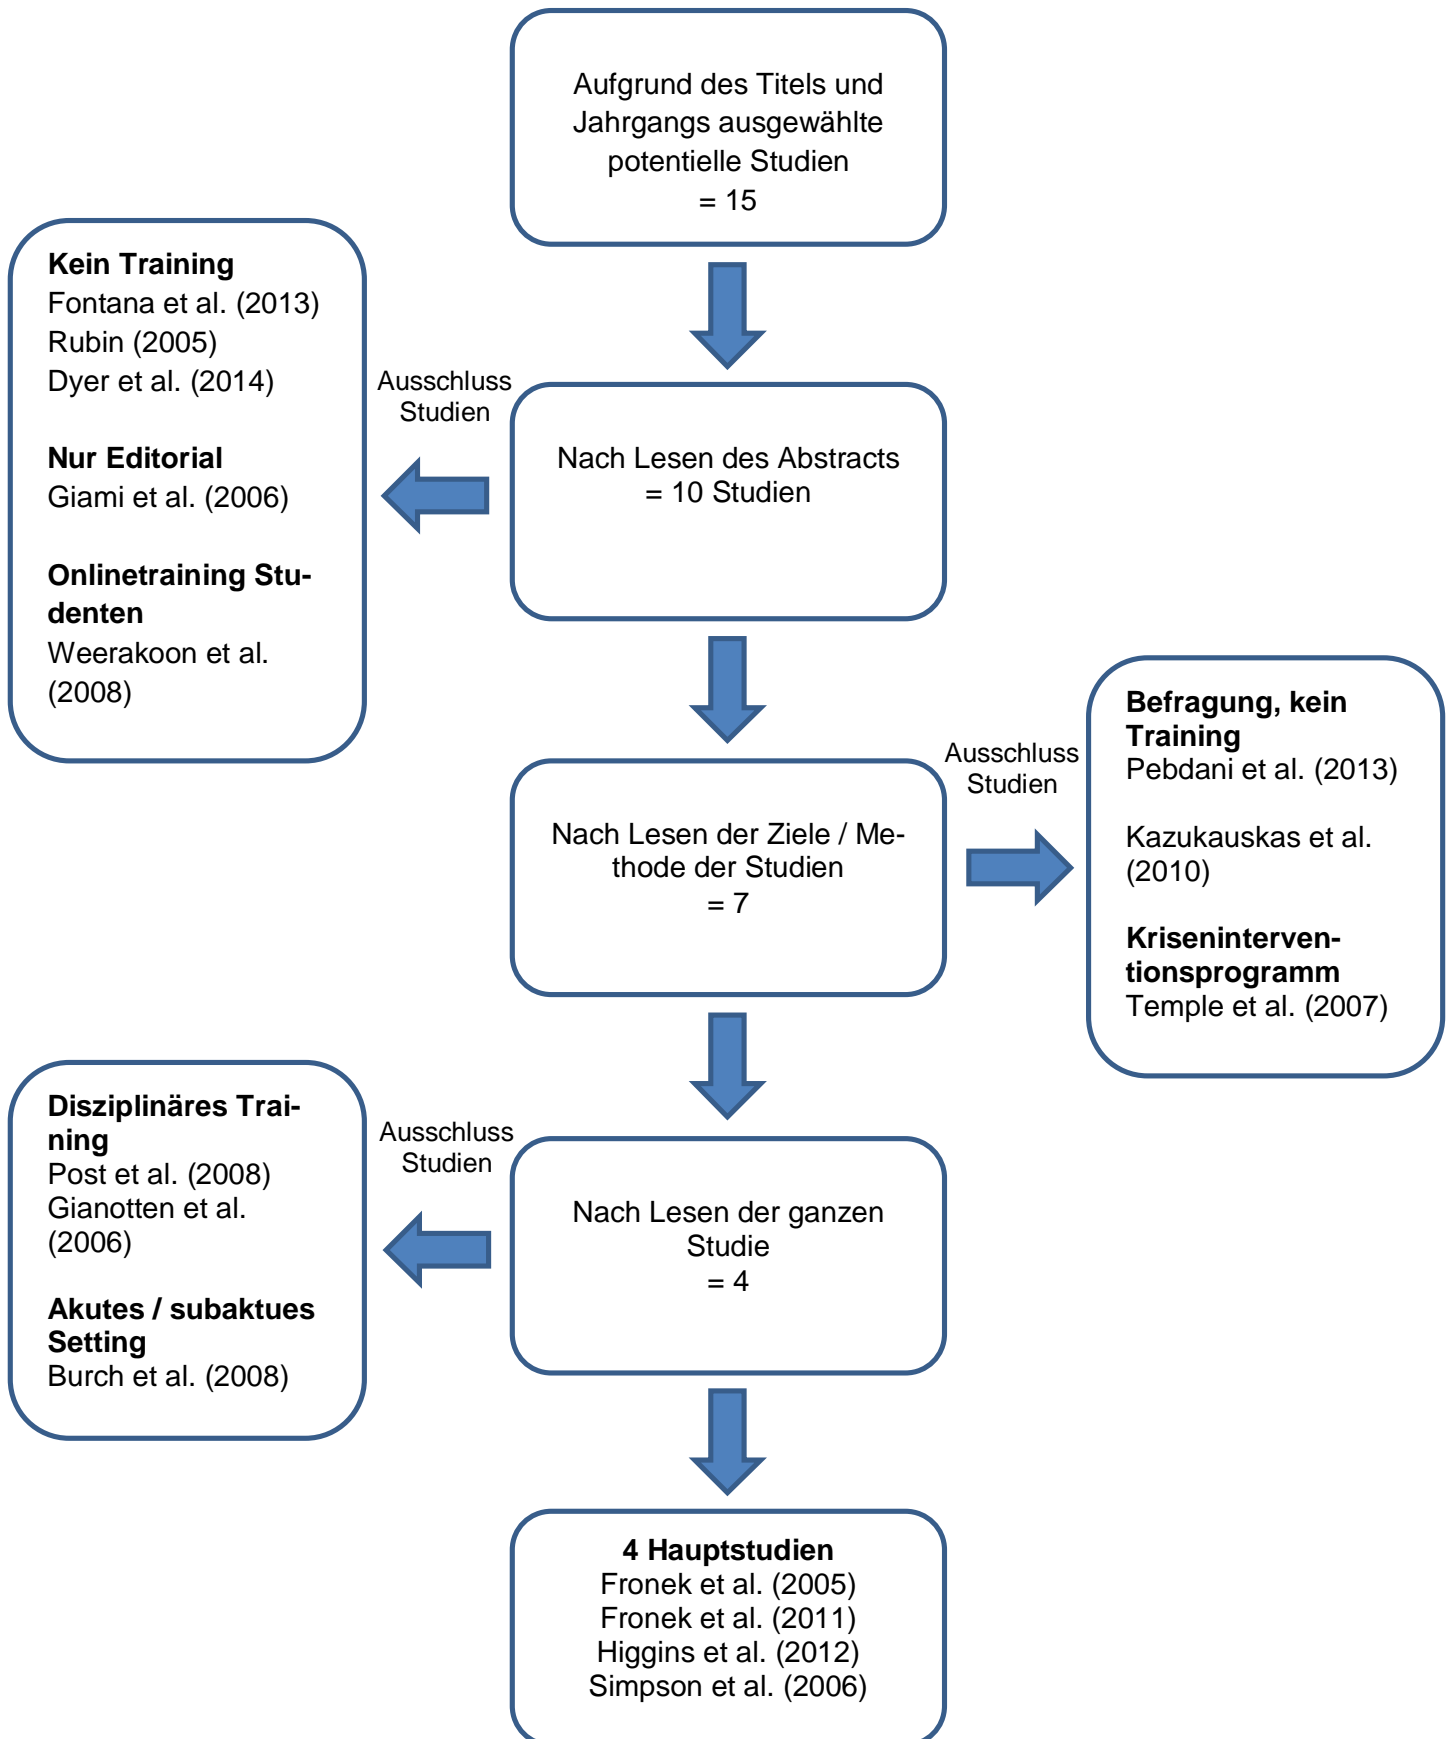 Aufgrund des Titels und
Jahrgangs ausgewählte
potentielle Studien
= 15
Kein Training
Fontana et al. (2013)
Rubin (2005)
Dyer et al. (2014)
Nur Editorial
Giami et al. (2006)
Onlinetraining Stu-
denten
Weerakoon et al.
(2008)
Ausschluss
Studien
Nach Lesen des Abstracts
= 10 Studien
Nach Lesen der Ziele / Me-
thode der Studien
= 7
Ausschluss
Studien
Befragung, kein
Training
Pebdani et al. (2013)
Kazukauskas et al.
(2010)
Kriseninterven-
tionsprogramm
Temple et al. (2007)
Disziplinäres Trai-
ning
Post et al. (2008)
Gianotten et al.
(2006)
Akutes / subaktues
Setting
Burch et al. (2008)
Ausschluss
Studien
Nach Lesen der ganzen
Studie
= 4
4 Hauptstudien
Fronek et al. (2005)
Fronek et al. (2011)
Higgins et al. (2012)
Simpson et al. (2006)